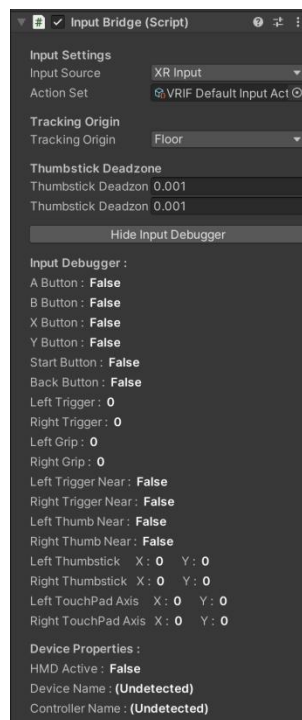 # Input Bridge (Script)
Input Settings
Input Source XR Input
Action Set VRIF Default Input Act
Tracking Origin
Tracking Origin Floor
Thumbstick Deadzone
Thumbstick Deadzon 0.001
Thumbstick Deadzon 0.001
Hide Input Debugger
Input Debugger :
A Button : False
B Button : False
X Button : False
Y Button : False
Start Button : False
Back Button : False
Left Trigger : 0
Right Trigger : 0
Left Grip : 0
Right Grip : 0
Left Trigger Near : False
Right Trigger Near : False
Left Thumb Near : False
Right Thumb Near : False
Left Thumbstick X : 0 Y : 0
Right Thumbstick X : 0 Y : 0
Left TouchPad Axis X : 0 Y : 0
Right TouchPad Axis X : 0 Y : 0
Device Properties :
HMD Active : False
Device Name : (Undetected)
Controller Name : (Undetected)